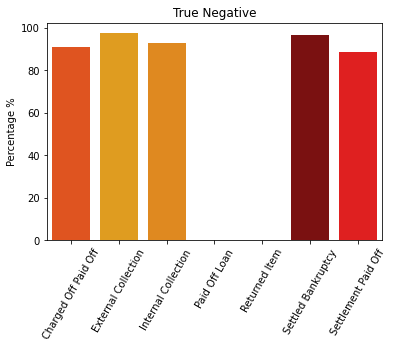 True Negative
Percentage %
100
80
60
40
20
0
Charged Off Paid Off
External Collection
Internal Collection
Paid Off Loan
Returned Item
Settled Bankruptcy
Settlement Paid Off